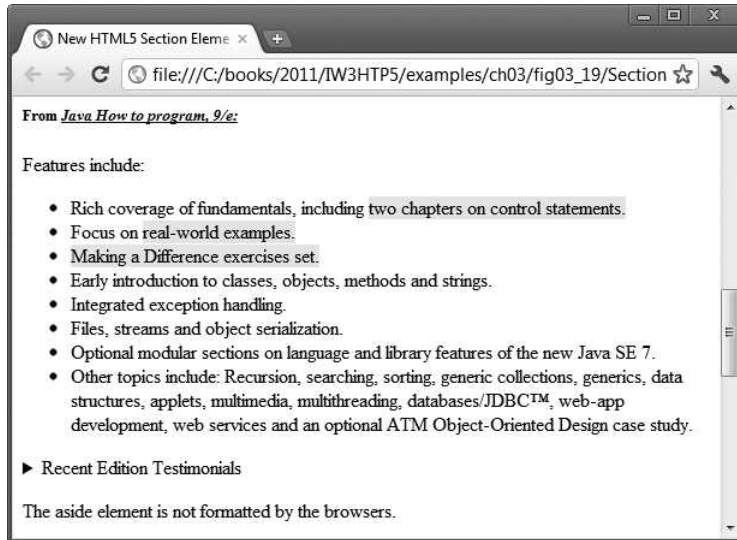 New HTML5 Section Eleme
file:///C:/books/2011/IW3HTP5/examples/ch03/fig03_19/Section
From Java How to program, 9/e:
Features include:
• Rich coverage of fundamentals, including two chapters on control statements.
• Focus on real-world examples.
• Making a Difference exercises set.
• Early introduction to classes, objects, methods and strings.
• Integrated exception handling.
• Files, streams and object serialization.
• Optional modular sections on language and library features of the new Java SE 7.
• Other topics include: Recursion, searching, sorting, generic collections, generics, data
structures, applets, multimedia, multithreading, databases/JDBC™, web-app
development, web services and an optional ATM Object-Oriented Design case study.
▶ Recent Edition Testimonials
The aside element is not formatted by the browsers.